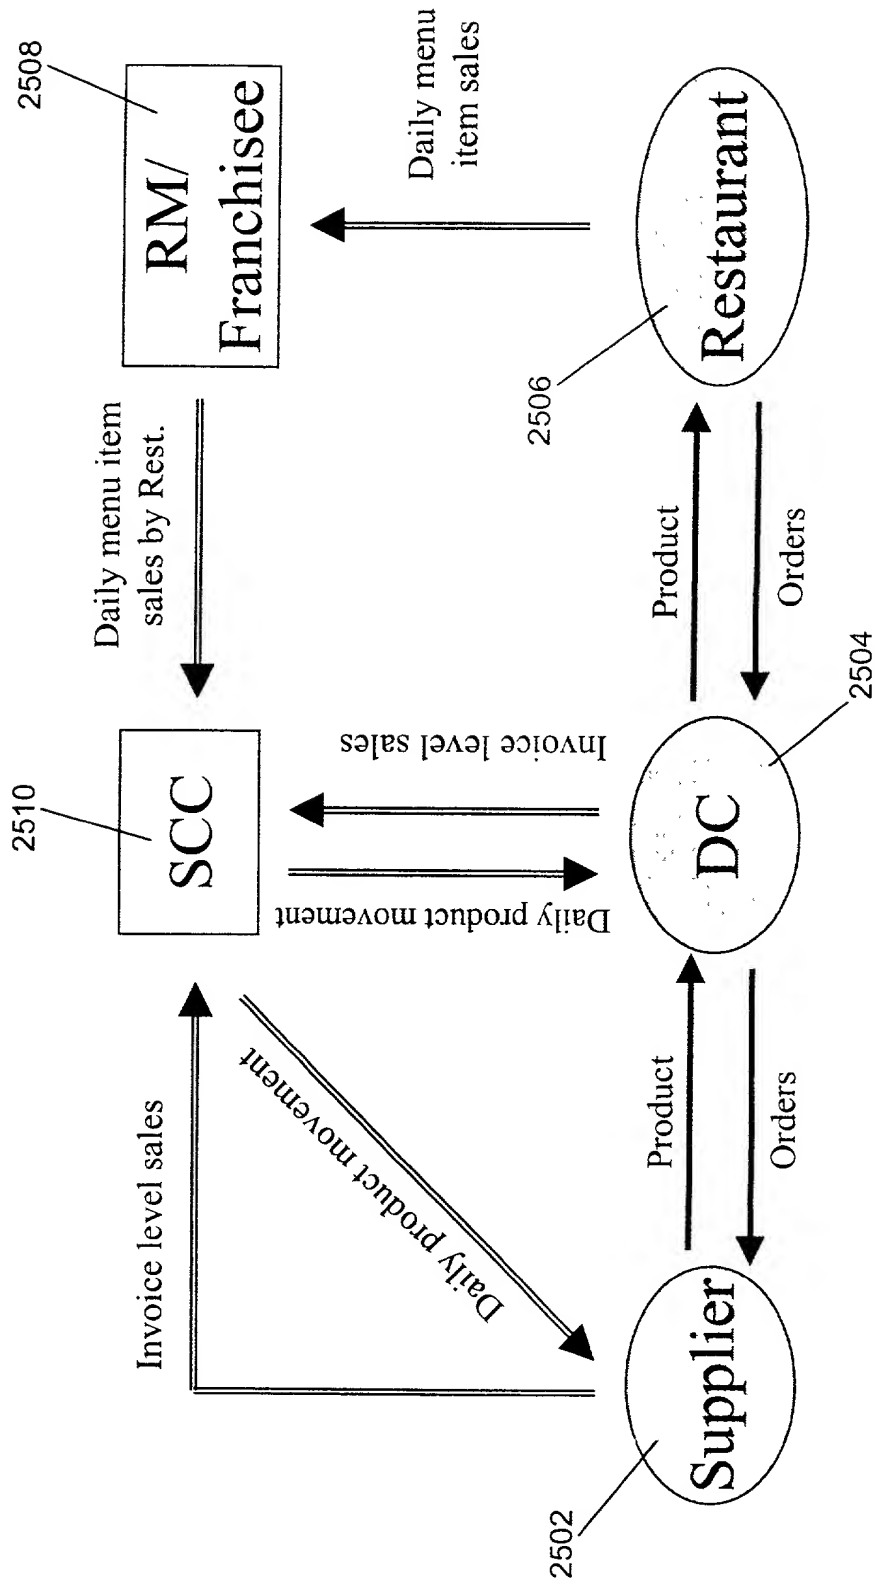 2510
SCC
Daily menu item
sales by Rest.
2508
RM/
Franchisee
Invoice level sales
Daily product movement
Daily product movement
Invoice level sales
Daily menu
item sales
2502
Supplier
Product
Orders
DC
2504
Product
Orders
2506
Restaurant